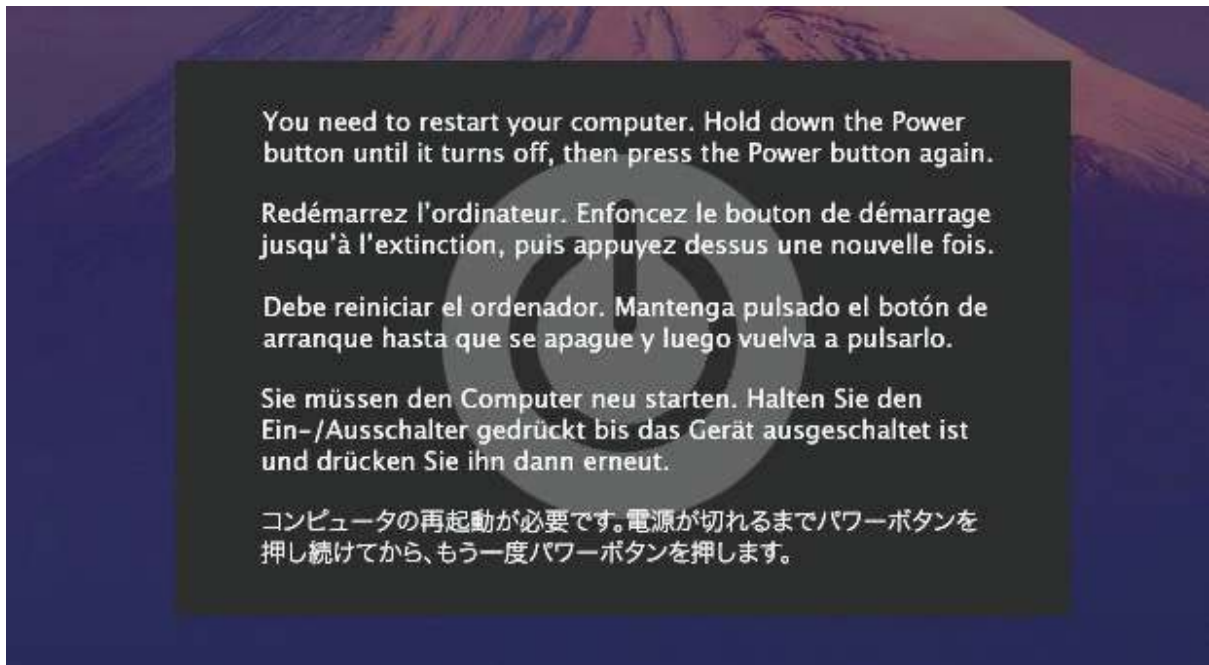 You need to restart your computer. Hold down the Power
button until it turns off, then press the Power button again.
Redémarrez l'ordinateur. Enfoncez le bouton de démarrage
jusqu'à l'extinction, puis appuyez dessus une nouvelle fois.
Debe reiniciar el ordenador. Mantenga pulsado el botón de
arranque hasta que se apague y luego vuelva a pulsarlo.
Sie müssen den Computer neu starten. Halten Sie den
Ein-/Ausschalter gedrückt bis das Gerät ausgeschaltet ist
und drücken Sie ihn dann erneut.
コンピュータの再起動が必要です。電源が切れるまでパワーボタンを
押し続けてから、もう一度パワーボタンを押します。